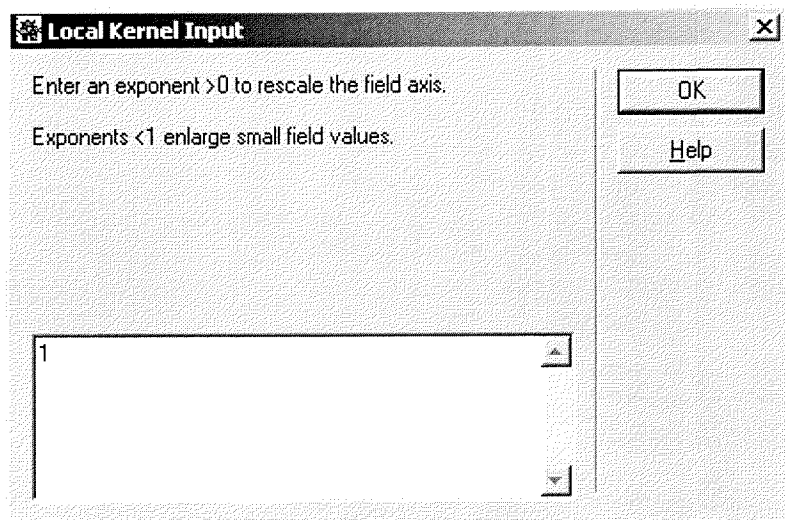 Local Kernel Input
Enter an exponent >0 to rescale the field axis.
Exponents <1 enlarge small field values.
OK
Help
1